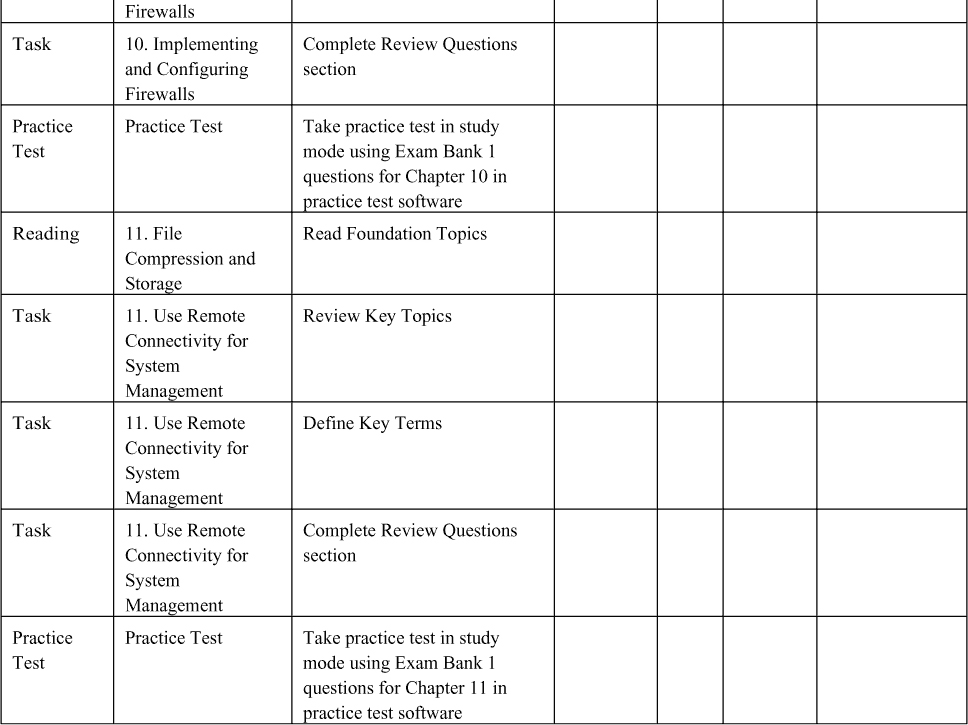 Firewalls
Task 10. Implementing Complete Review Questions
and Configuring section
Firewalls
Practice Practice Test Take practice test in study
Test mode using Exam Bank 1
questions for Chapter 10 in
practice test software
Reading 11. File Read Foundation Topics
Compression and
Storage
Task 11. Use Remote Review Key Topics
Connectivity for
System
Management
Task 11. Use Remote Define Key Terms
Connectivity for
System
Management
Task 11. Use Remote Complete Review Questions
Connectivity for section
System
Management
Practice Practice Test Take practice test in study
Test mode using Exam Bank 1
questions for Chapter 11 in
practice test software